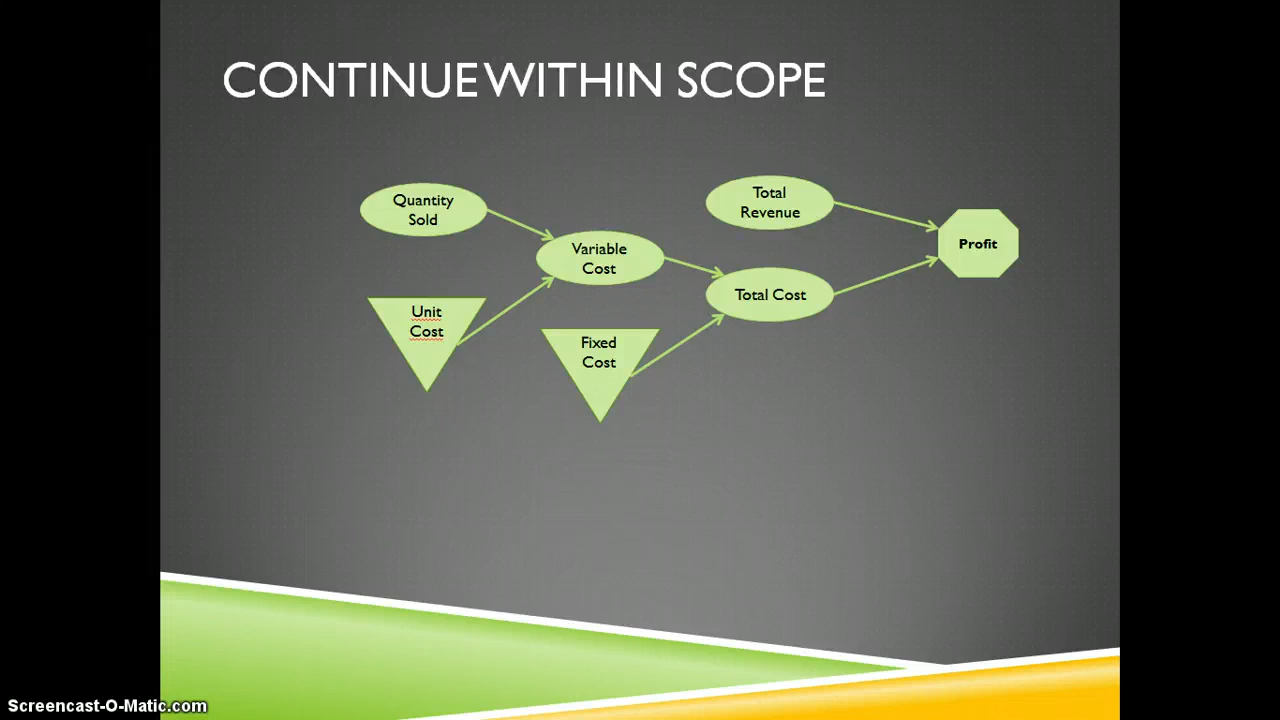 CONTINUE WITHIN SCOPE
Quantity
Sold
Unit
Cost
Variable
Cost
Fixed
Cost
Total
Revenue
Total Cost
Profit
Screencast-O-Matic.com